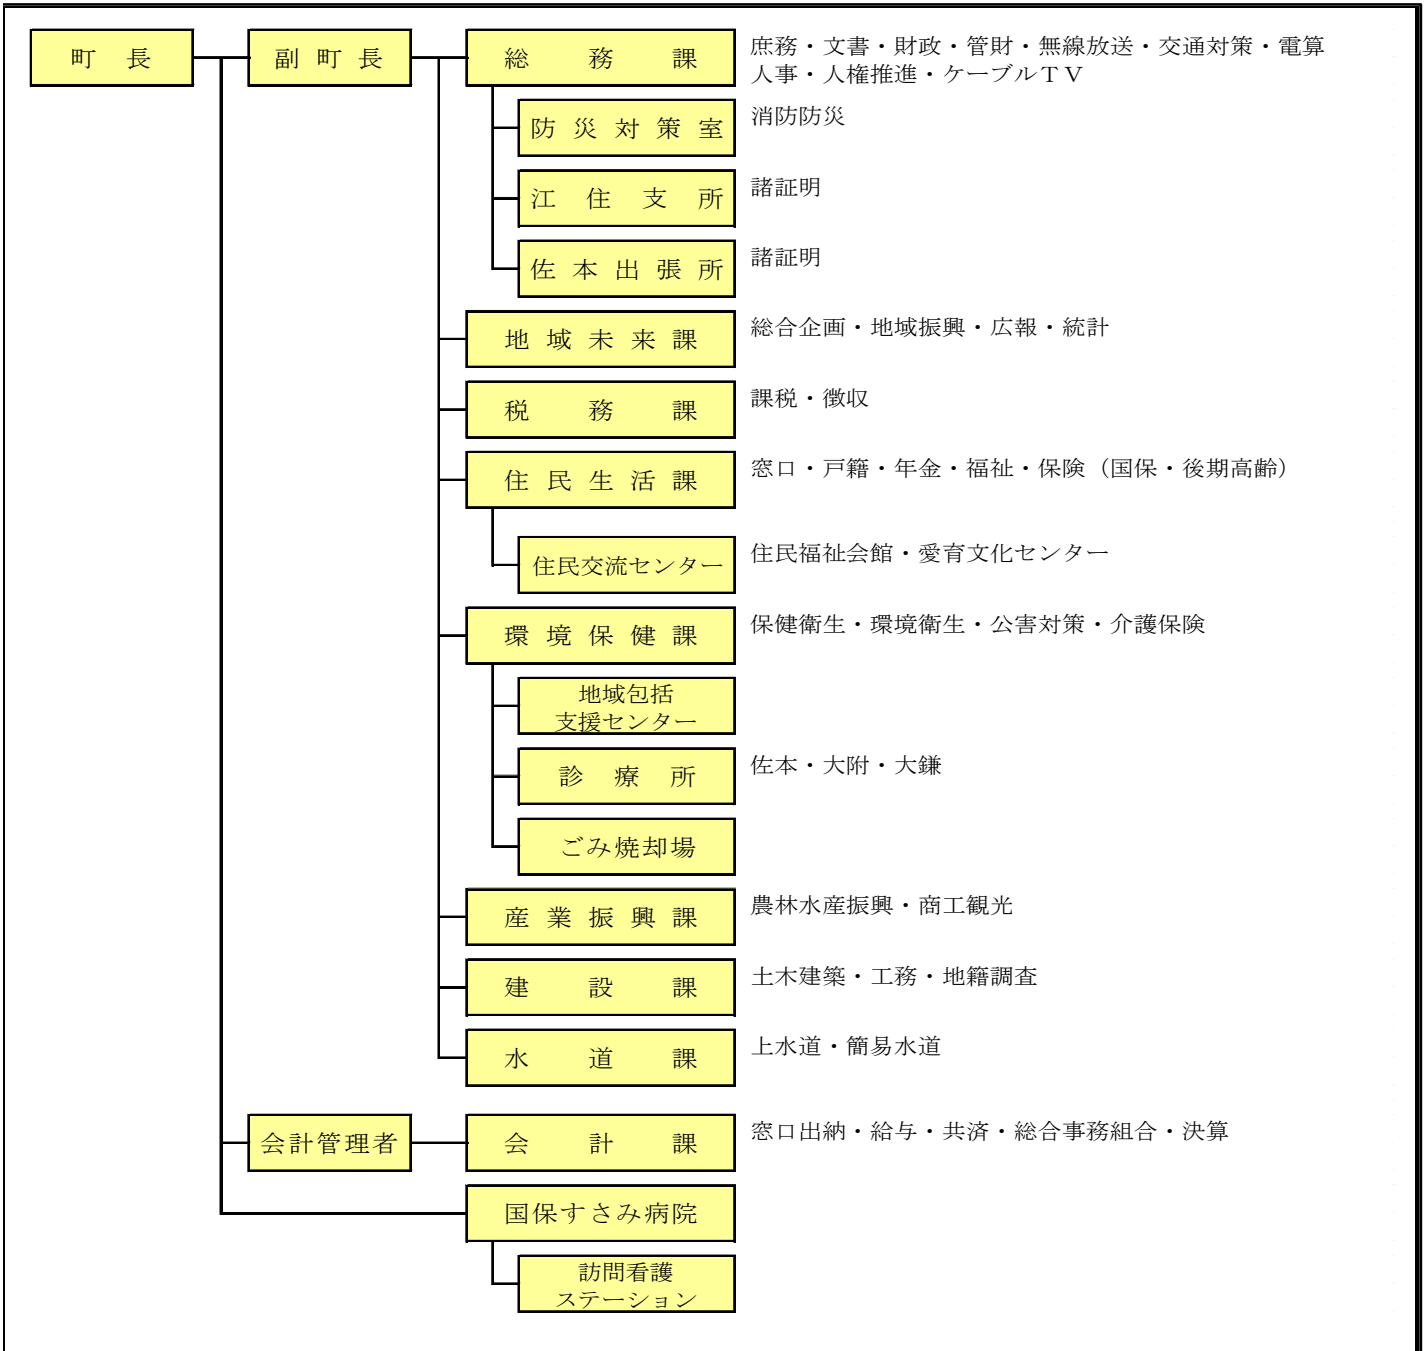 町長
副町長
総務課
庶務・文書・財政・管財・無線放送・交通対策・電算
人事・人権推進・ケーブルＴＶ
防災対策室
消防防災
江住支所
諸証明
佐本出張所
諸証明
地域未来課
総合企画・地域振興・広報・統計
税務課
課税・徴収
住民生活課
窓口・戸籍・年金・福祉・保険（国保・後期高齢）
住民交流センター
住民福祉会館・愛育文化センター
環境保健課
保健衛生・環境衛生・公害対策・介護保険
地域包括
支援センター
診療所
佐本・大附・大鎌
ごみ焼却場
産業振興課
農林水産振興・商工観光
建設課
土木建築・工務・地籍調査
水道課
上水道・簡易水道
会計管理者
会計課
窓口出納・給与・共済・総合事務組合・決算
国保すさみ病院
訪問看護
ステーション